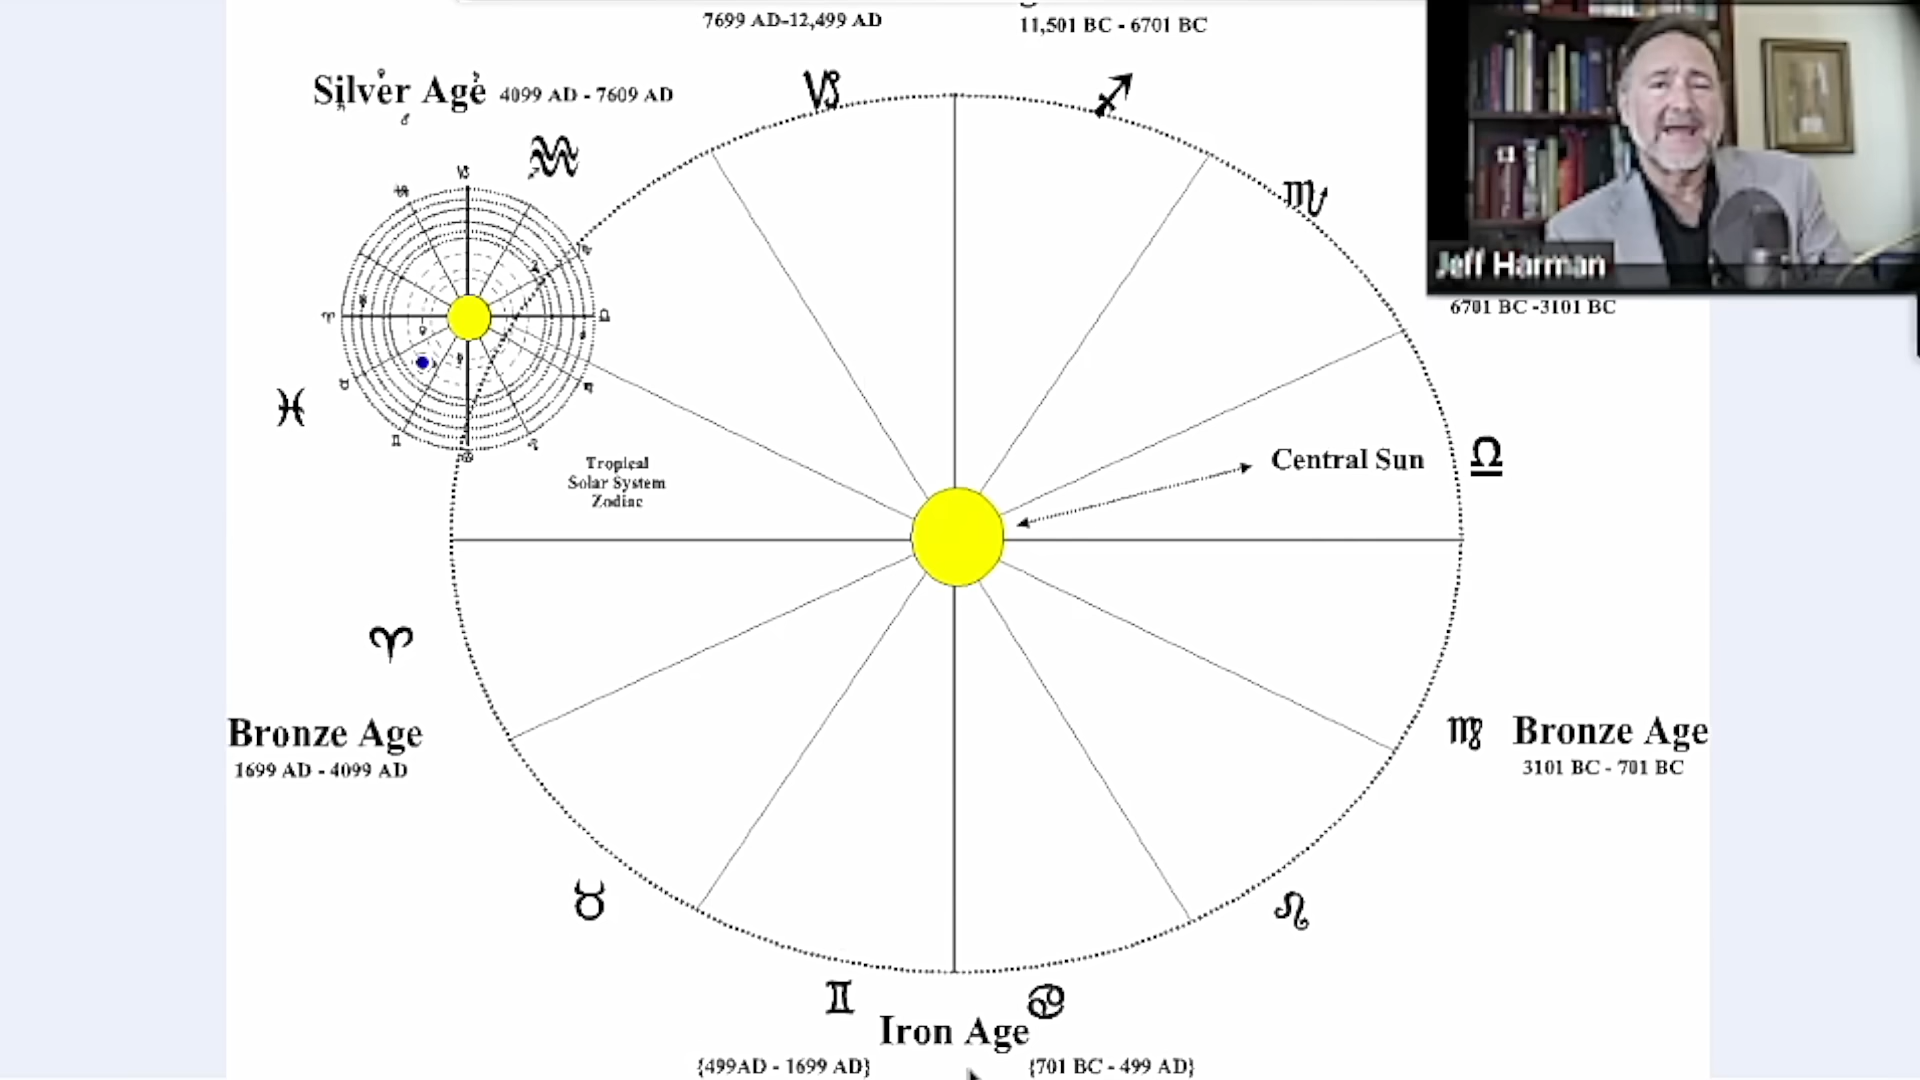 7699 AD-12,499 AD
11,501 BC - 6701 BC
Silver Age 4099 AD - 7609 AD
Jeff Harman
6701 BC -3101 BC
Central Sun
Tropical
Solar System
Zodiac
Bronze Age
1699 AD - 4099 AD
Bronze Age
3101 BC - 701 BC
Iron Age
{499AD - 1699 AD}
{701 BC - 499 AD}